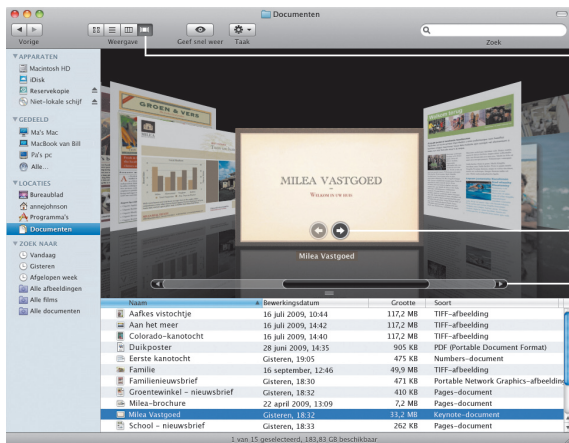 Documenten
Vorige
Weergave
Geef snel weer
Taak
Zoek
APPARATEN
Macintosh HD
iDisk
Reservekopie
Niet-lokale schijf
GEDEELD
Ma's Mac
MacBook van Bill
Pa's pc
Alle...
LOCATIES
Bureaublad
annejohnson
Programma's
Documenten
ZOEK NAAR
Vandaag
Gisteren
Afgelopen week
Alle afbeeldingen
Alle films
Alle documenten
GROEN & VERS
MILEA VASTGOED
WELKOM IN UW HUIS
Milea Vastgoed
Naam Bewerkingsdatum Grootte Soort
Aafkes vistochtje 16 juli 2009, 10:44 117,2 MB TIFF-afbeelding
Aan het meer 16 juli 2009, 14:42 117,2 MB TIFF-afbeelding
Colorado-kanotocht 16 juli 2009, 14:40 117,2 MB TIFF-afbeelding
Duikposter 28 juni 2009, 14:35 905 KB PDF (Portable Document Format)
Eerste kanotocht Gisteren, 19:05 475 KB Numbers-document
Familie 16 september, 12:46 49,9 MB TIFF-afbeelding
Familienieuwsbrief Gisteren, 18:30 471 KB Portable Network Graphics-afbeelding
Groentewinkel – nieuwsbrief Gisteren, 18:32 410 KB Pages-document
Milea-brochure 22 april 2009, 13:09 7,2 MB Pages-document
Milea Vastgoed Gisteren, 18:32 33,2 MB Keynote-document
School – nieuwsbrief Gisteren, 18:33 262 KB Pages-document
1 van 15 geselecteerd, 183,83 GB beschikbaar